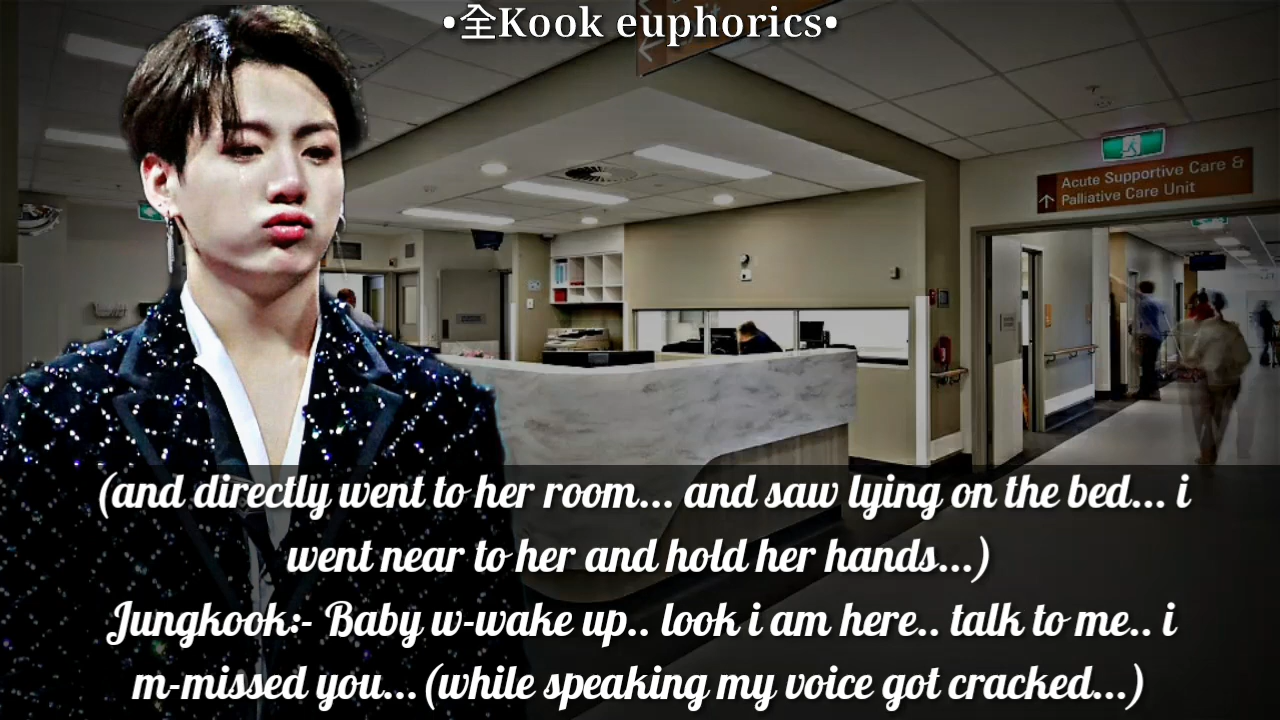 •全Kook euphorics•
Acute Supportive Care &
Palliative Care Unit
(and directly went to her room... and saw lying on the bed... i
went near to her and hold her hands...)
Jungkook:- Baby w-wake up.. look i am here.. talk to me.. i
m-missed you...(while speaking my voice got cracked...)